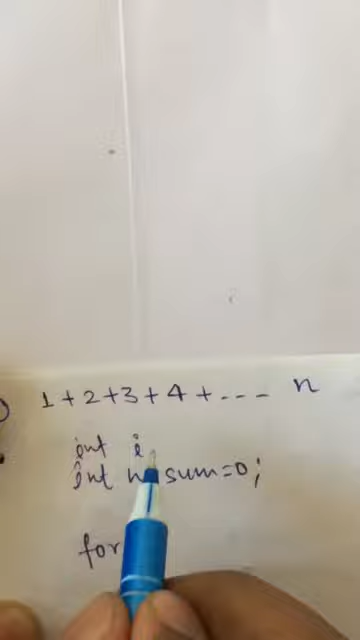 1+2+3+4+--- n
int i
int n sum=0;
for